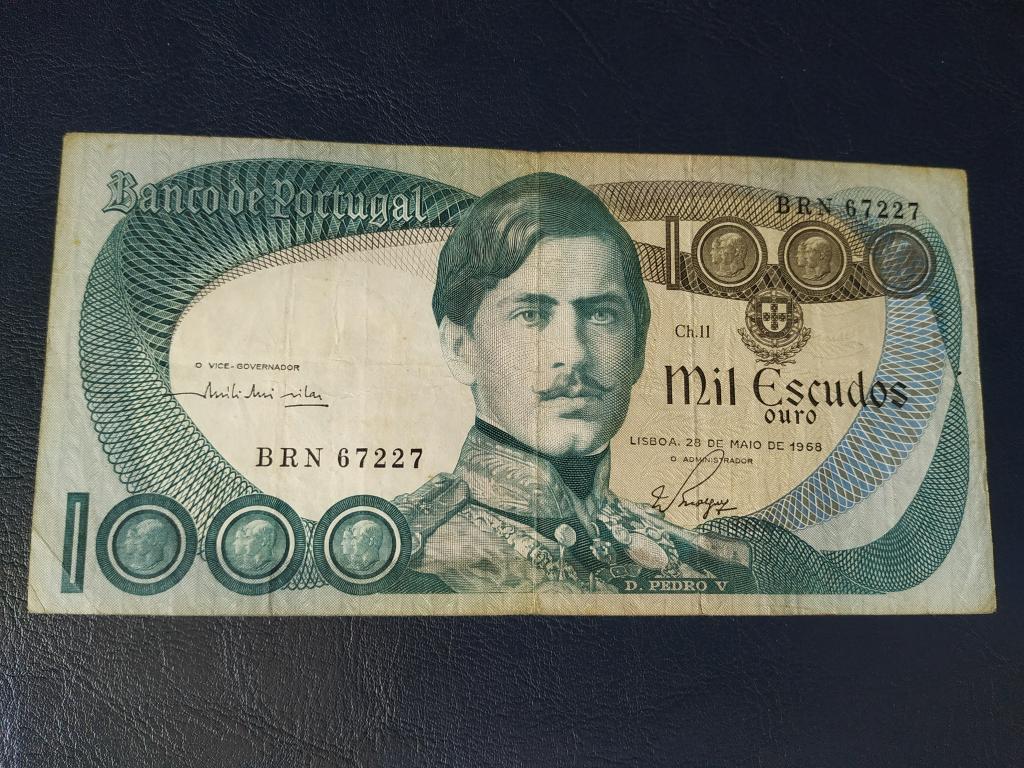 Banco de Portugal
BRN 67227
1000
Ch.11
Mil Escudos
ouro
LISBOA. 28 DE MAIO DE 1968
O ADMINISTRADOR
O VICE-GOVERNADOR
BRN 67227
1000
D. PEDRO V